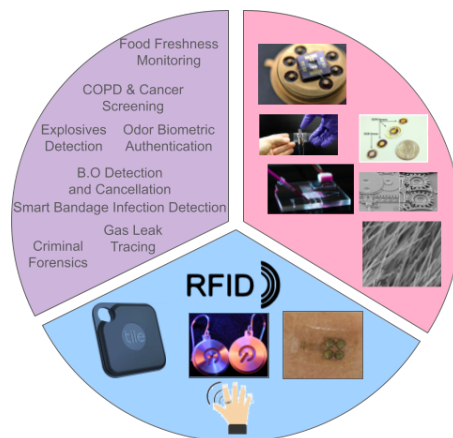 Food Freshness
Monitoring
COPD & Cancer
Screening
Explosives
Detection
Odor Biometric
Authentication
B.O Detection
and Cancellation
Smart Bandage Infection Detection
Gas Leak
Tracing
Criminal
Forensics
RFID
tile